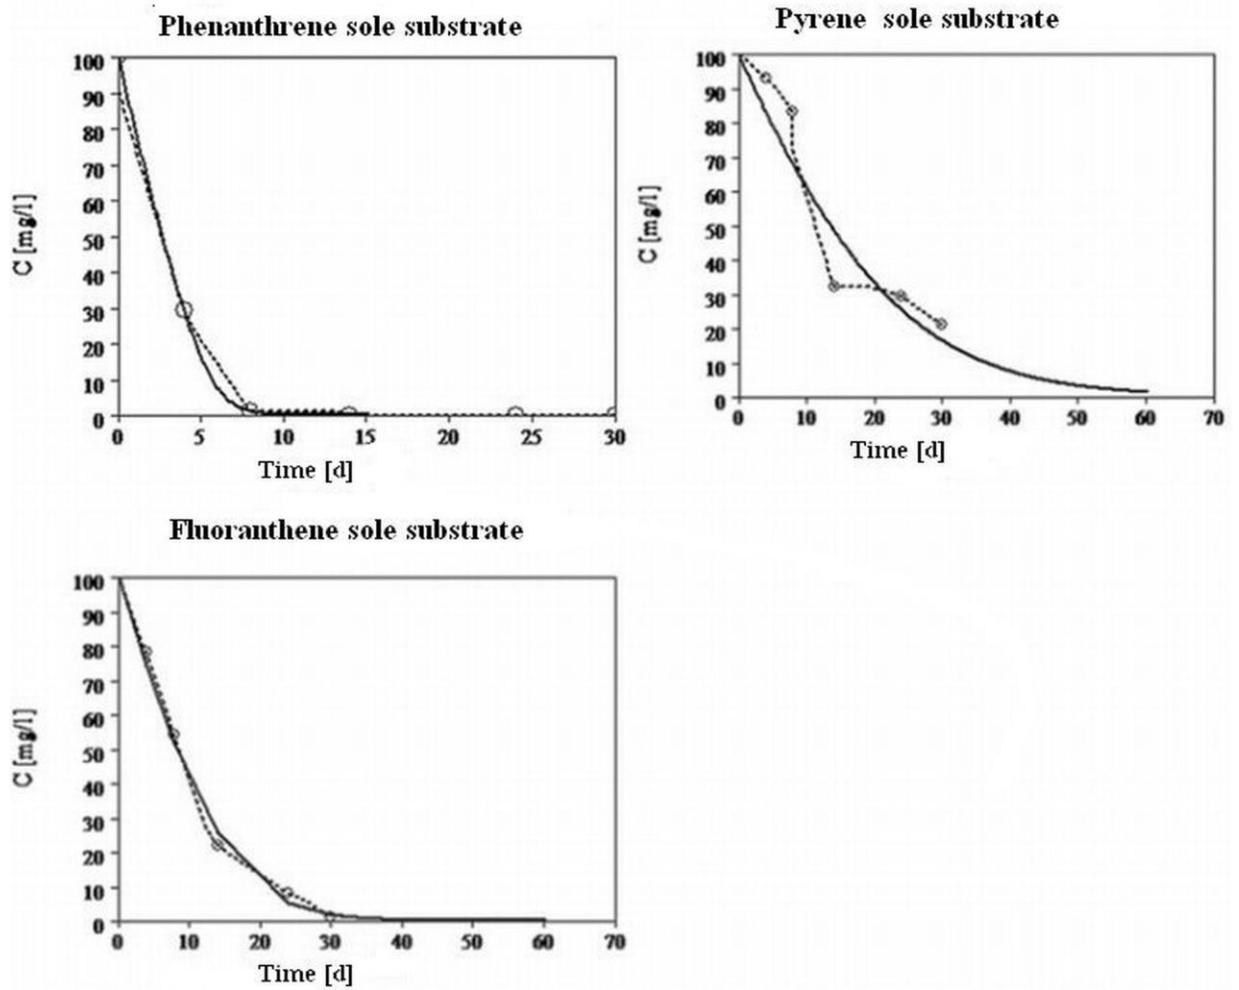 Phenanthrene sole substrate
100
90
80
70
60
50
40
30
20
10
0
C [mg/l]
0 5 10 15 20 25 30
Time [d]
Pyrene sole substrate
100
90
80
70
60
50
40
30
20
10
0
C [mg/l]
0 10 20 30 40 50 60 70
Time [d]
Fluoranthene sole substrate
100
90
80
70
60
50
40
30
20
10
0
C [mg/l]
0 10 20 30 40 50 60 70
Time [d]